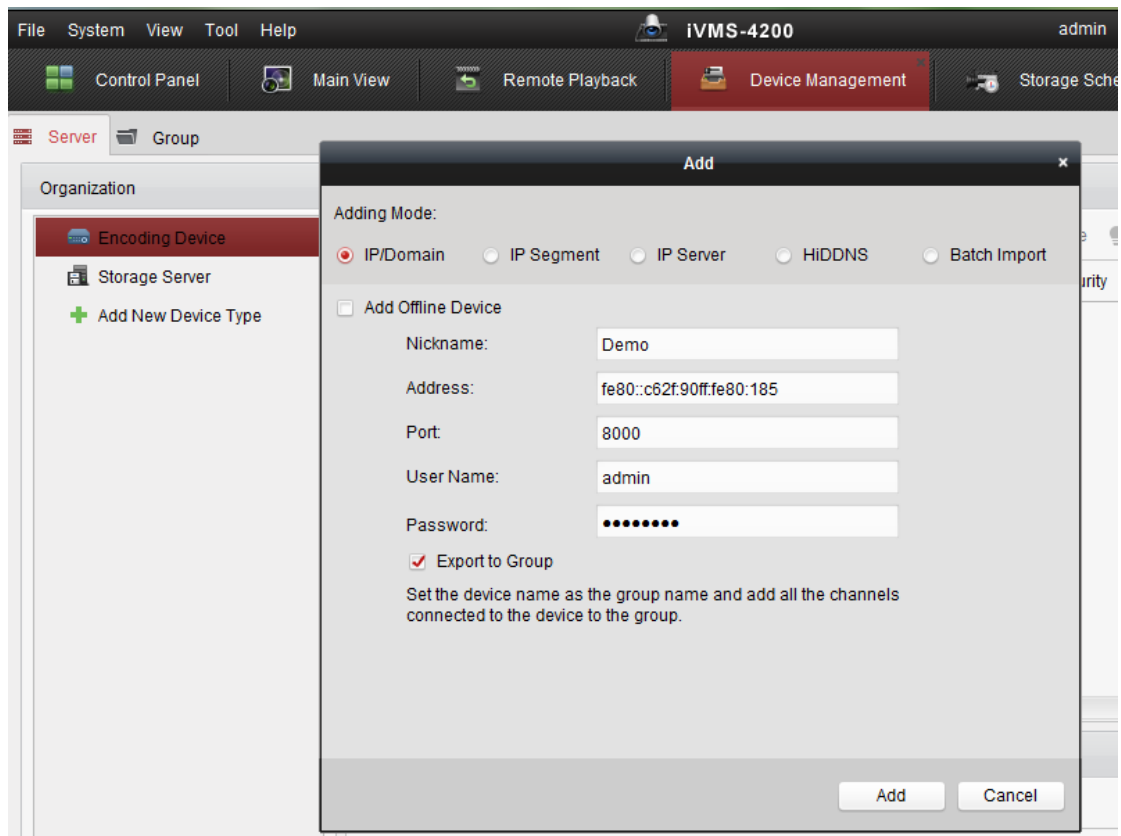 File System View Tool Help iVMS-4200 admin
Control Panel Main View Remote Playback Device Management Storage Sche
Server Group
Add
Organization
Adding Mode:
Encoding Device
IP/Domain IP Segment IP Server HiDDNS Batch Import
Storage Server
Add New Device Type
Add Offline Device
Nickname: Demo
Address: fe80::c62f:90ff:fe80:185
Port: 8000
User Name: admin
Password: ●●●●●●●●
Export to Group
Set the device name as the group name and add all the channels
connected to the device to the group.
Add Cancel